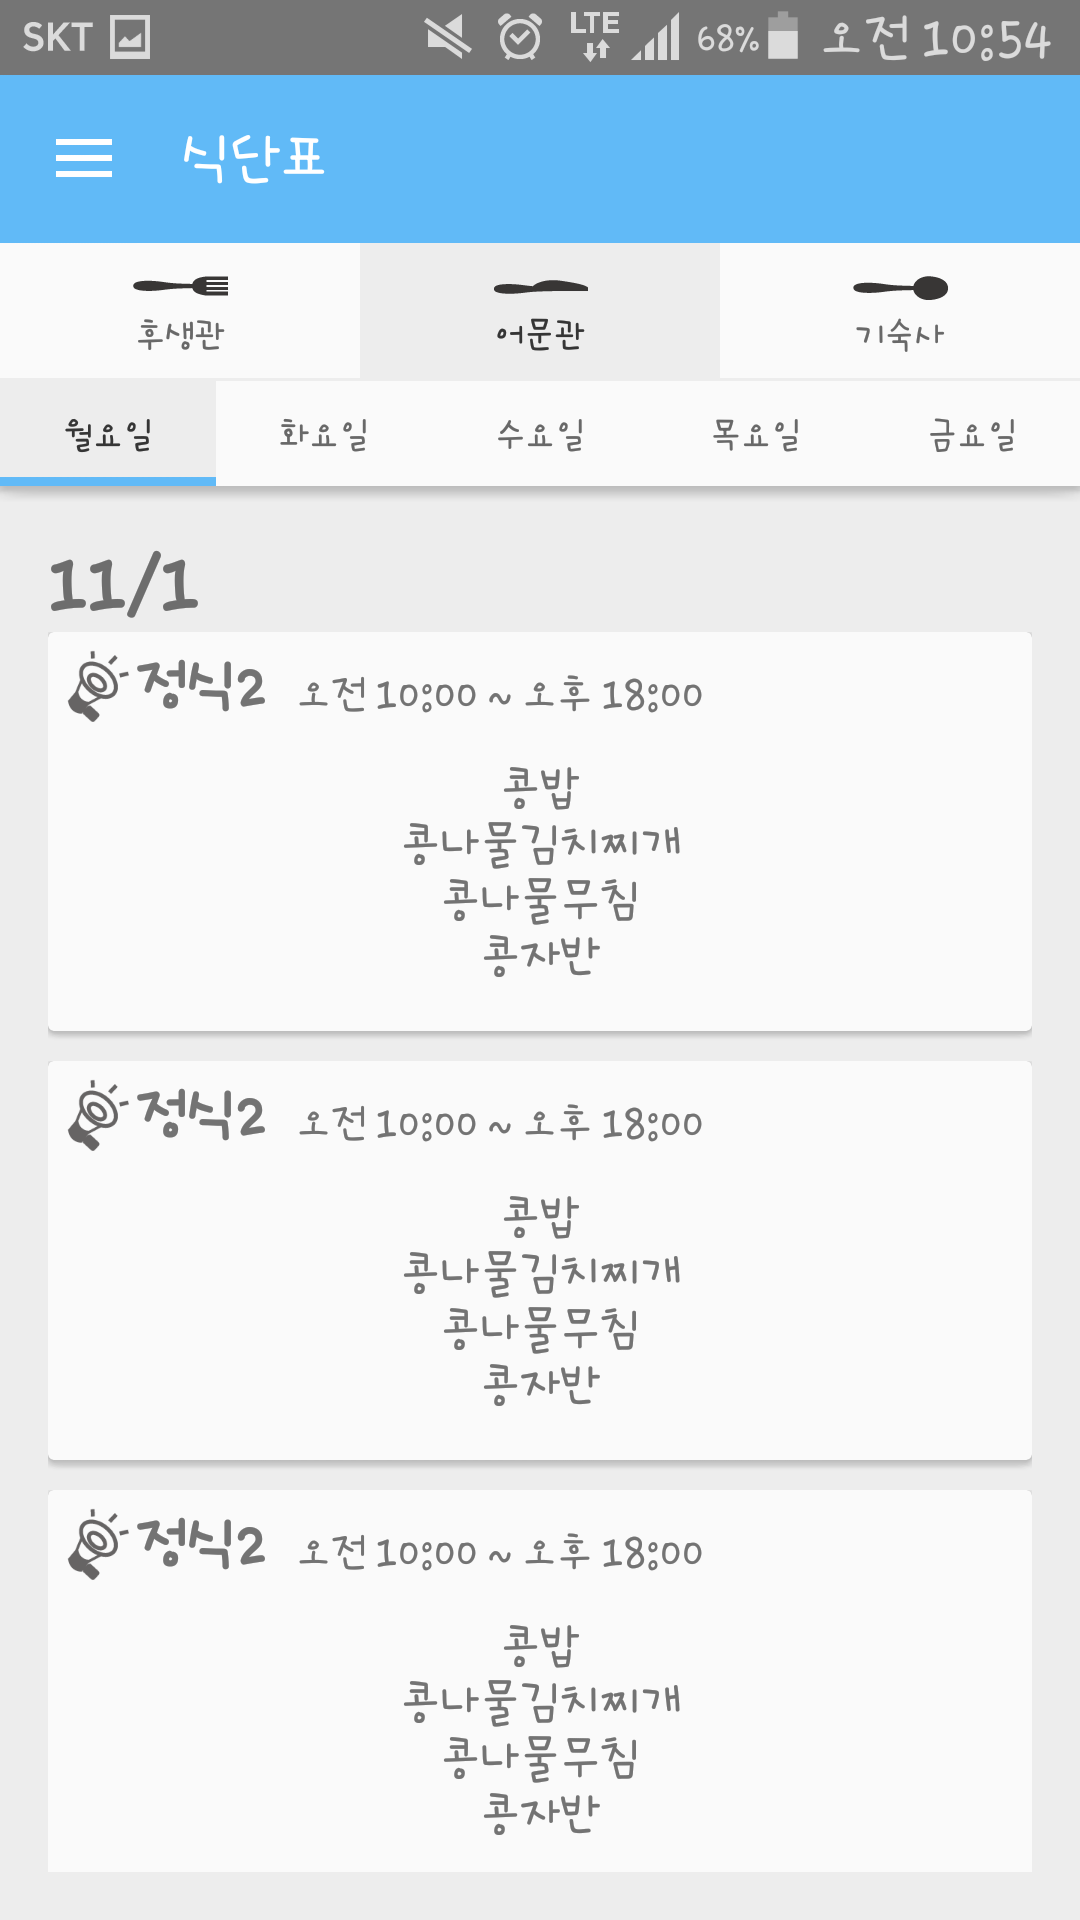 SKT LTE 68% 오전 10:54
식단표
후생관 어문관 기숙사
월요일 화요일 수요일 목요일 금요일
11/1
정식2 오전 10:00 ~ 오후 18:00
콩밥
콩나물김치찌개
콩나물무침
콩자반
정식2 오전 10:00 ~ 오후 18:00
콩밥
콩나물김치찌개
콩나물무침
콩자반
정식2 오전 10:00 ~ 오후 18:00
콩밥
콩나물김치찌개
콩나물무침
콩자반